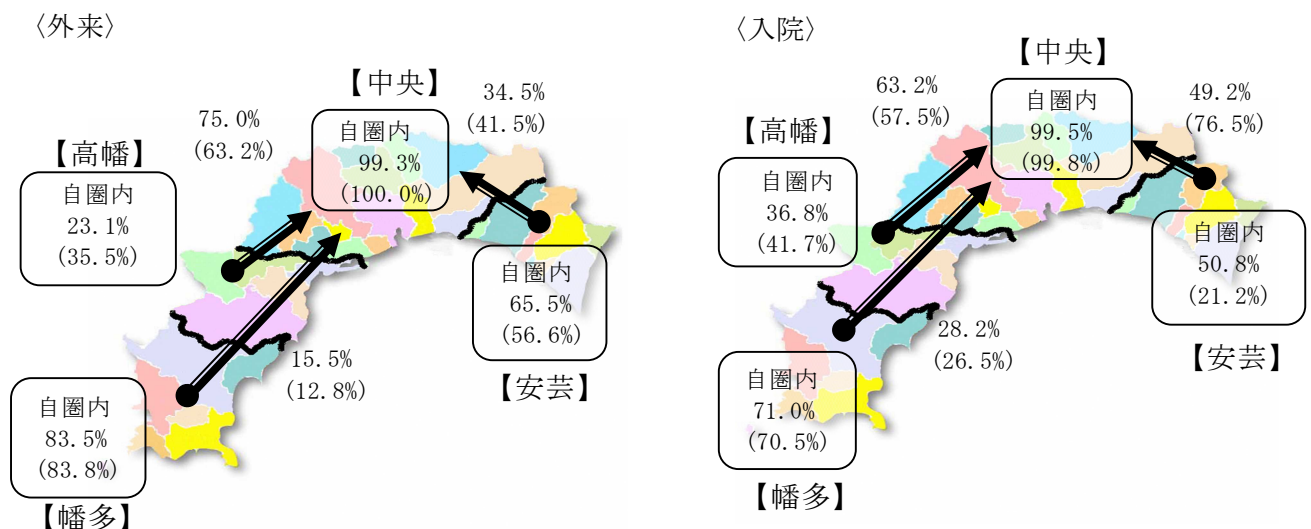 〈外来〉
【中央】
自圏内
99.3%
(100.0%)
34.5%
(41.5%)
75.0%
(63.2%)
【高幡】
自圏内
23.1%
(35.5%)
自圏内
65.5%
(56.6%)
【安芸】
15.5%
(12.8%)
自圏内
83.5%
(83.8%)
【幡多】
〈入院〉
【中央】
自圏内
99.5%
(99.8%)
63.2%
(57.5%)
49.2%
(76.5%)
【高幡】
自圏内
36.8%
(41.7%)
自圏内
50.8%
(21.2%)
【安芸】
28.2%
(26.5%)
自圏内
71.0%
(70.5%)
【幡多】